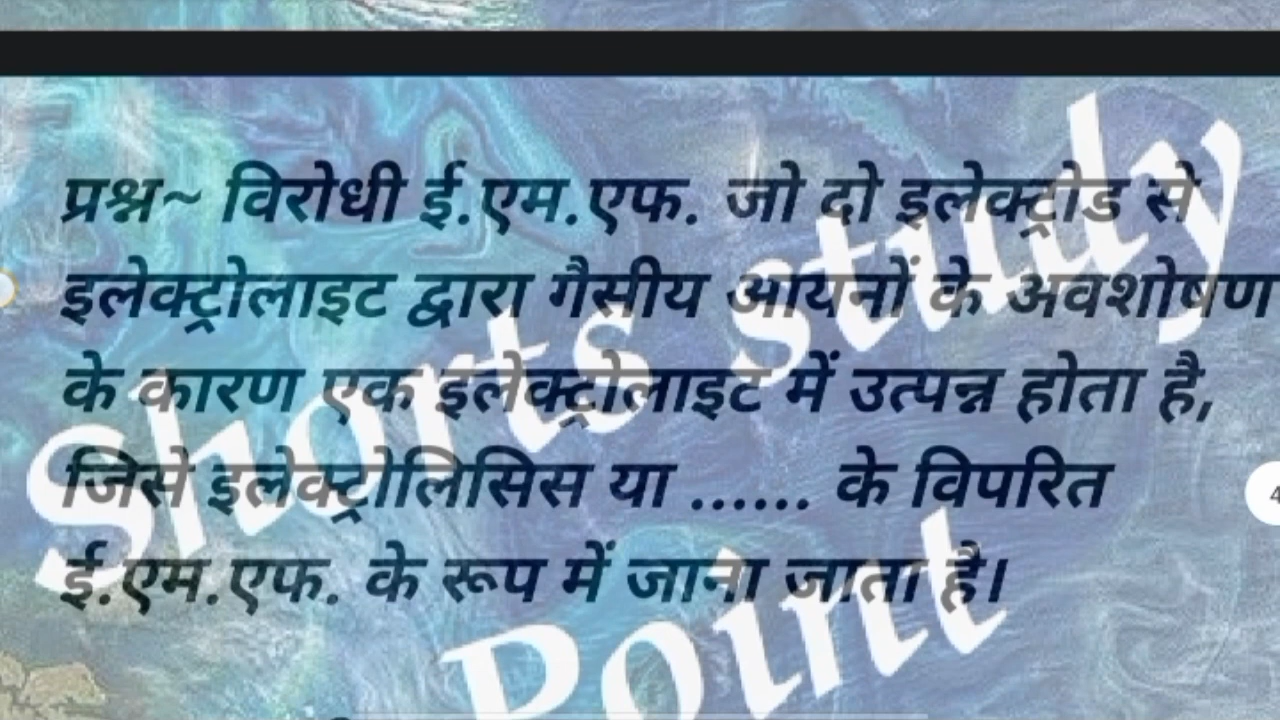 प्रश्न~ विरोधी ई.एम.एफ. जो दो इलेक्ट्रोड से
इलेक्ट्रोलाइट द्वारा गैसीय आयनों के अवशोषण
के कारण एक इलेक्ट्रोलाइट में उत्पन्न होता है,
जिसे इलेक्ट्रोलिसिस या ...... के विपरित
ई.एम.एफ. के रूप में जाना जाता है।
Shorts study
Point
4